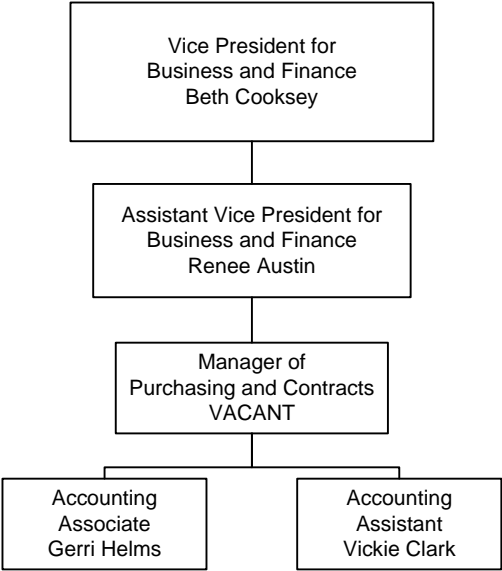 Vice President for
Business and Finance
Beth Cooksey
Assistant Vice President for
Business and Finance
Renee Austin
Manager of
Purchasing and Contracts
VACANT
Accounting
Associate
Gerri Helms
Accounting
Assistant
Vickie Clark